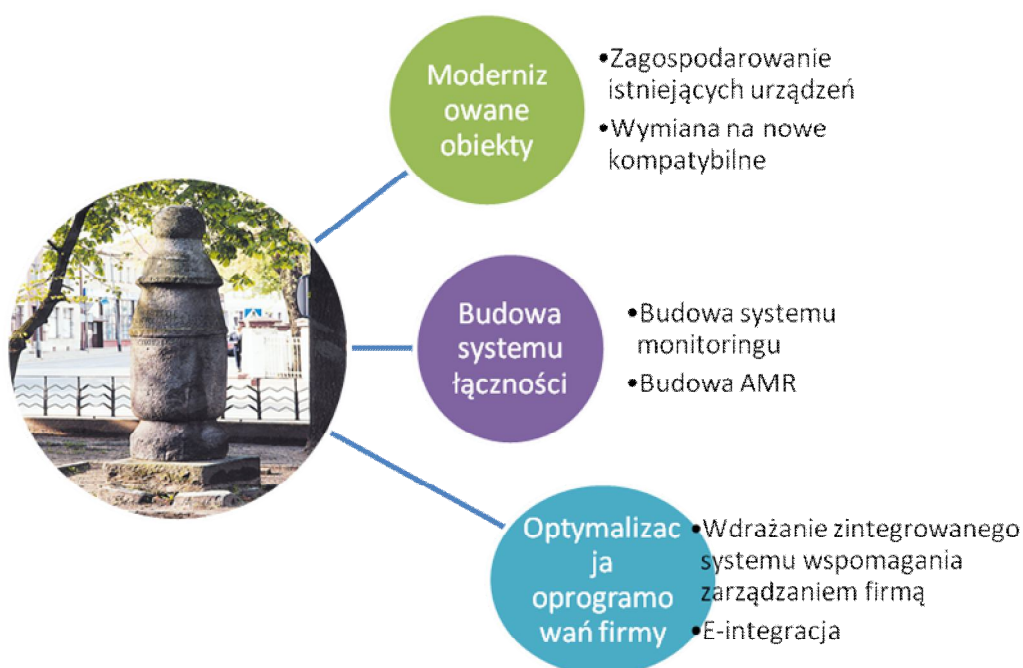 Moderniz
owane
obiekty
•Zagospodarowanie
istniejących urządzeń
•Wymiana na nowe
kompatybilne
Budowa
systemu
łączności
•Budowa systemu
monitoringu
•Budowa AMR
Optymalizac
ja
oprogramo
wań firmy
•Wdrażanie zintegrowanego
systemu wspomagania
zarządzaniem firmą
•E-integracja